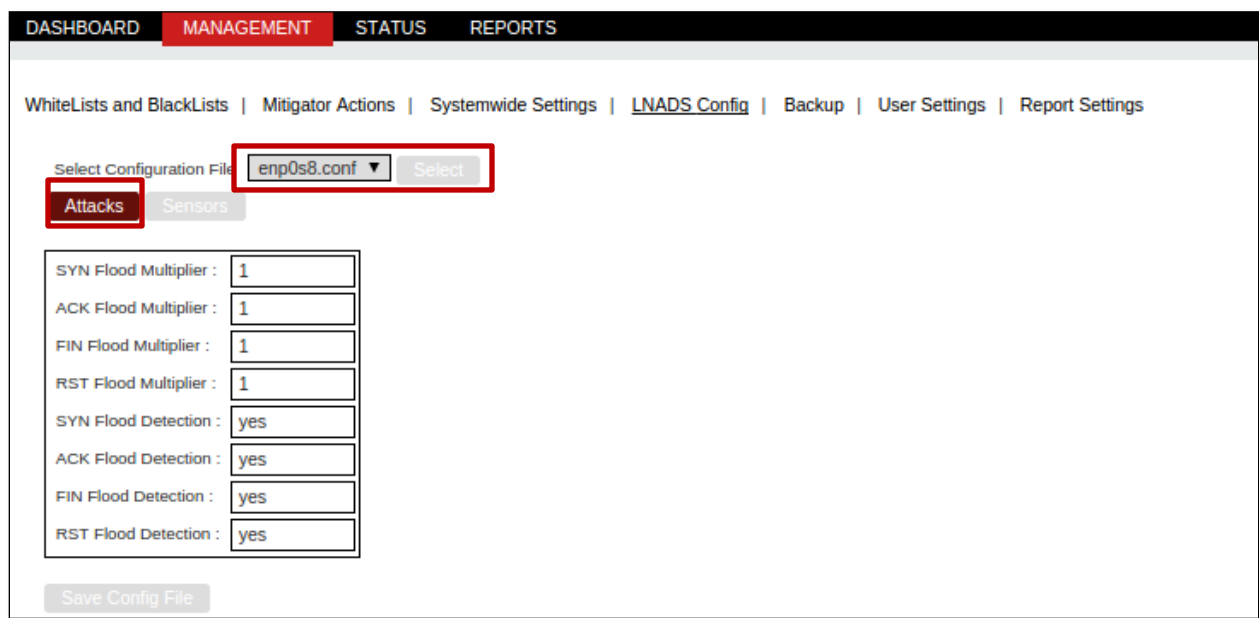 DASHBOARD MANAGEMENT STATUS REPORTS
WhiteLists and BlackLists | Mitigator Actions | Systemwide Settings | LNADS Config | Backup | User Settings | Report Settings
Select Configuration File enp0s8.conf ▼ Select
Attacks Sensors
SYN Flood Multiplier : 1
ACK Flood Multiplier : 1
FIN Flood Multiplier : 1
RST Flood Multiplier : 1
SYN Flood Detection : yes
ACK Flood Detection : yes
FIN Flood Detection : yes
RST Flood Detection : yes
Save Config File